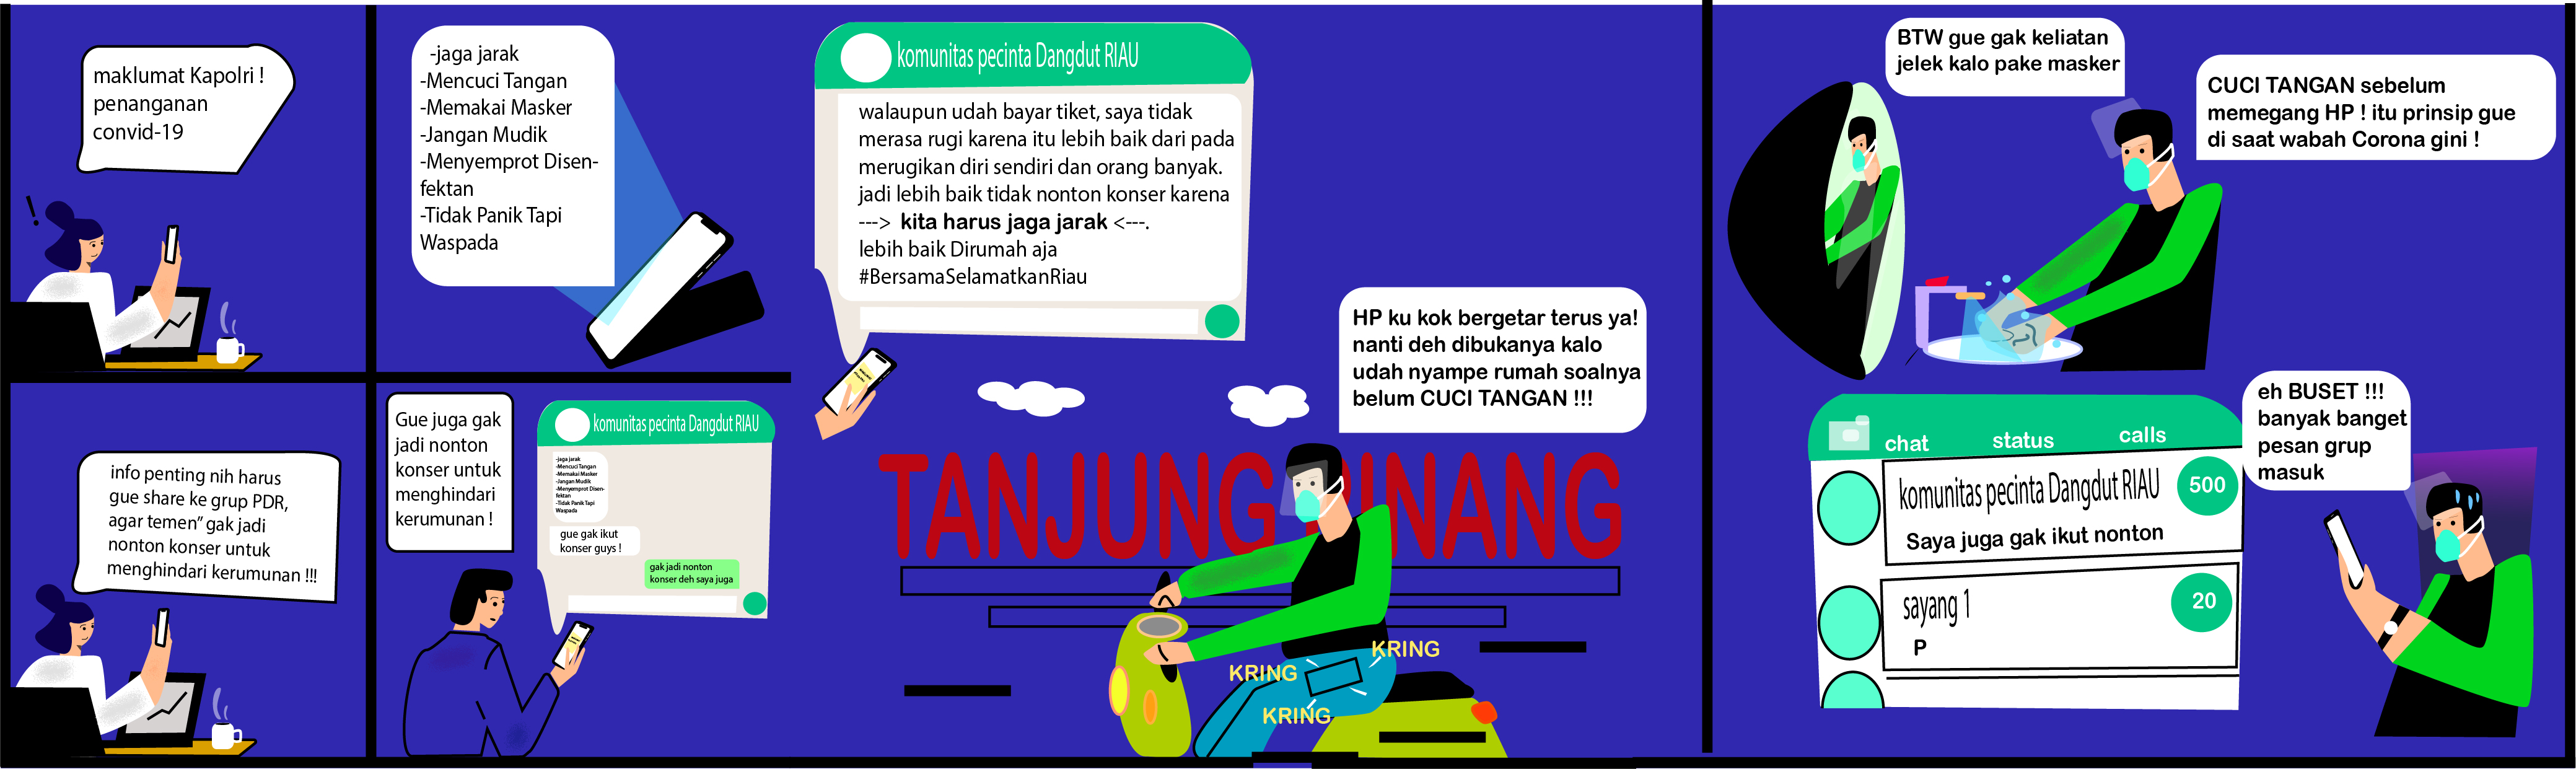 maklumat Kapolri !
penanganan
convid-19
-jaga jarak
-Mencuci Tangan
-Memakai Masker
-Jangan Mudik
-Menyemprot Disen-
fektan
-Tidak Panik Tapi
Waspada
info penting nih harus
gue share ke grup PDR,
agar temen” gak jadi
nonton konser untuk
menghindari kerumunan !!!
Gue juga gak
jadi nonton
konser untuk
menghindari
kerumunan !
komunitas pecinta Dangdut RIAU
-jaga jarak
-Mencuci Tangan
-Memakai Masker
-Jangan Mudik
-Menyemprot Disen-
fektan
-Tidak Panik Tapi
Waspada
gue gak ikut
konser guys !
gak jadi nonton
konser deh saya juga
komunitas pecinta Dangdut RIAU
walaupun udah bayar tiket, saya tidak
merasa rugi karena itu lebih baik dari pada
merugikan diri sendiri dan orang banyak.
jadi lebih baik tidak nonton konser karena
---> kita harus jaga jarak <---.
lebih baik Dirumah aja
#BersamaSelamatkanRiau
HP ku kok bergetar terus ya!
nanti deh dibukanya kalo
udah nyampe rumah soalnya
belum CUCI TANGAN !!!
TANJUNG PINANG
KRING
KRING
KRING
BTW gue gak keliatan
jelek kalo pake masker
CUCI TANGAN sebelum
memegang HP ! itu prinsip gue
di saat wabah Corona gini !
chat status calls
komunitas pecinta Dangdut RIAU 500
Saya juga gak ikut nonton
sayang 1 20
P
eh BUSET !!!
banyak banget
pesan grup
masuk